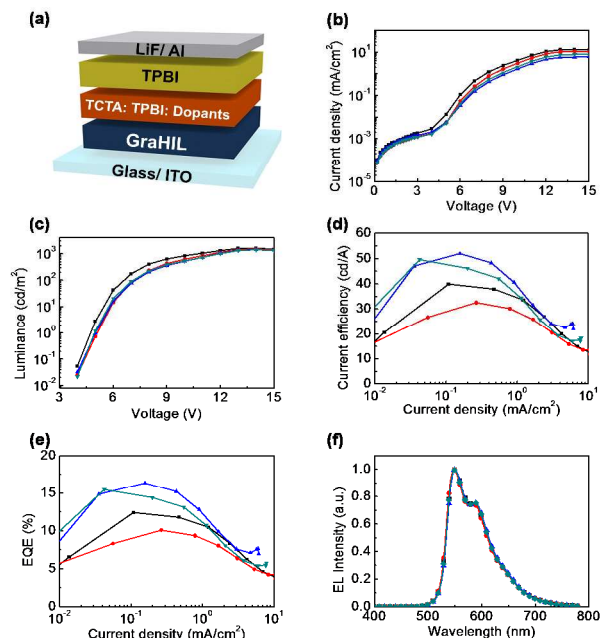 (a)
LiF/ Al
TPBI
TCTA: TPBI: Dopants
GraHIL
Glass/ ITO
(b)
Current density (mA/cm²)
10¹
10⁻¹
10⁻³
10⁻⁵
0 3 6 9 12 15
Voltage (V)
(c)
Luminance (cd/m²)
10³
10²
10¹
10⁰
10⁻¹
10⁻²
3 6 9 12 15
Voltage (V)
(d)
Current efficiency (cd/A)
60
50
40
30
20
10
0
10⁻² 10⁻¹ 10⁰ 10¹
Current density (mA/cm²)
(e)
EQE (%)
20
15
10
5
0
10⁻² 10⁻¹ 10⁰ 10¹
Current density (mA/cm²)
(f)
EL Intensity (a.u.)
1.0
0.8
0.6
0.4
0.2
0.0
400 500 600 700 800
Wavelength (nm)